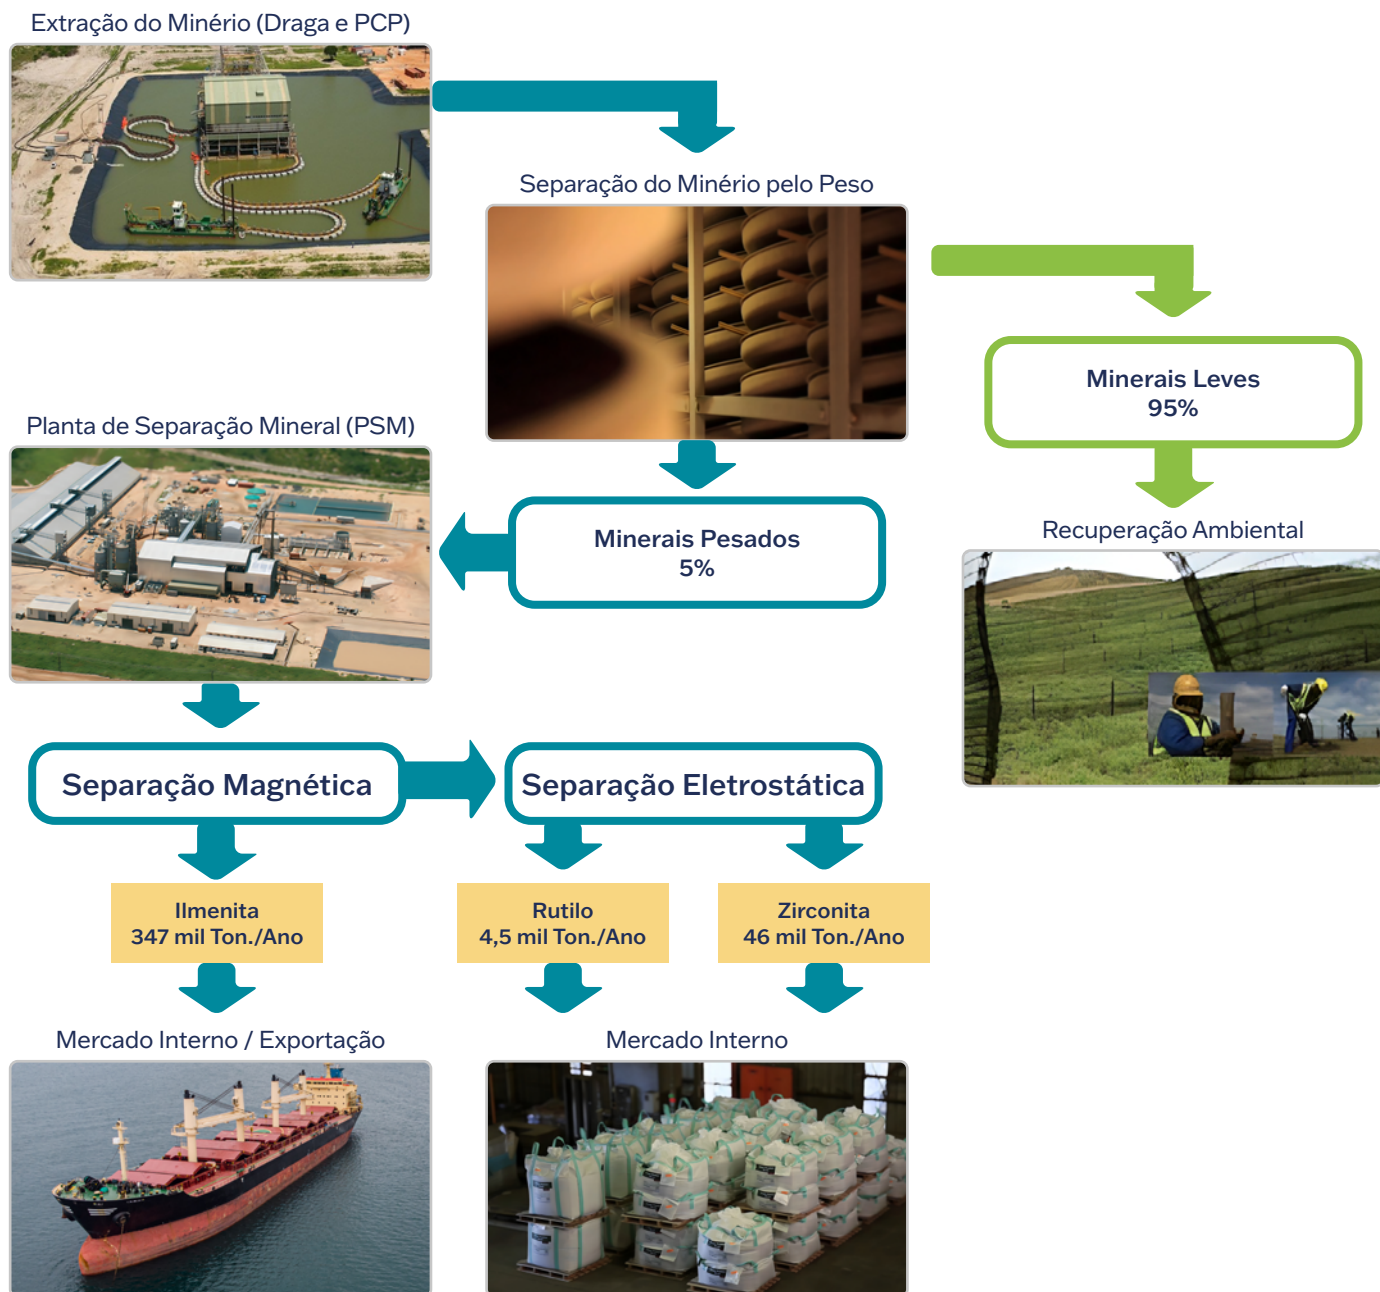 Extração do Minério (Draga e PCP)
Separação do Minério pelo Peso
Minerais Leves
95%
Planta de Separação Mineral (PSM)
Minerais Pesados
5%
Recuperação Ambiental
Separação Magnética
Separação Eletrostática
Ilmenita
347 mil Ton./Ano
Rutilo
4,5 mil Ton./Ano
Zirconita
46 mil Ton./Ano
Mercado Interno / Exportação
Mercado Interno